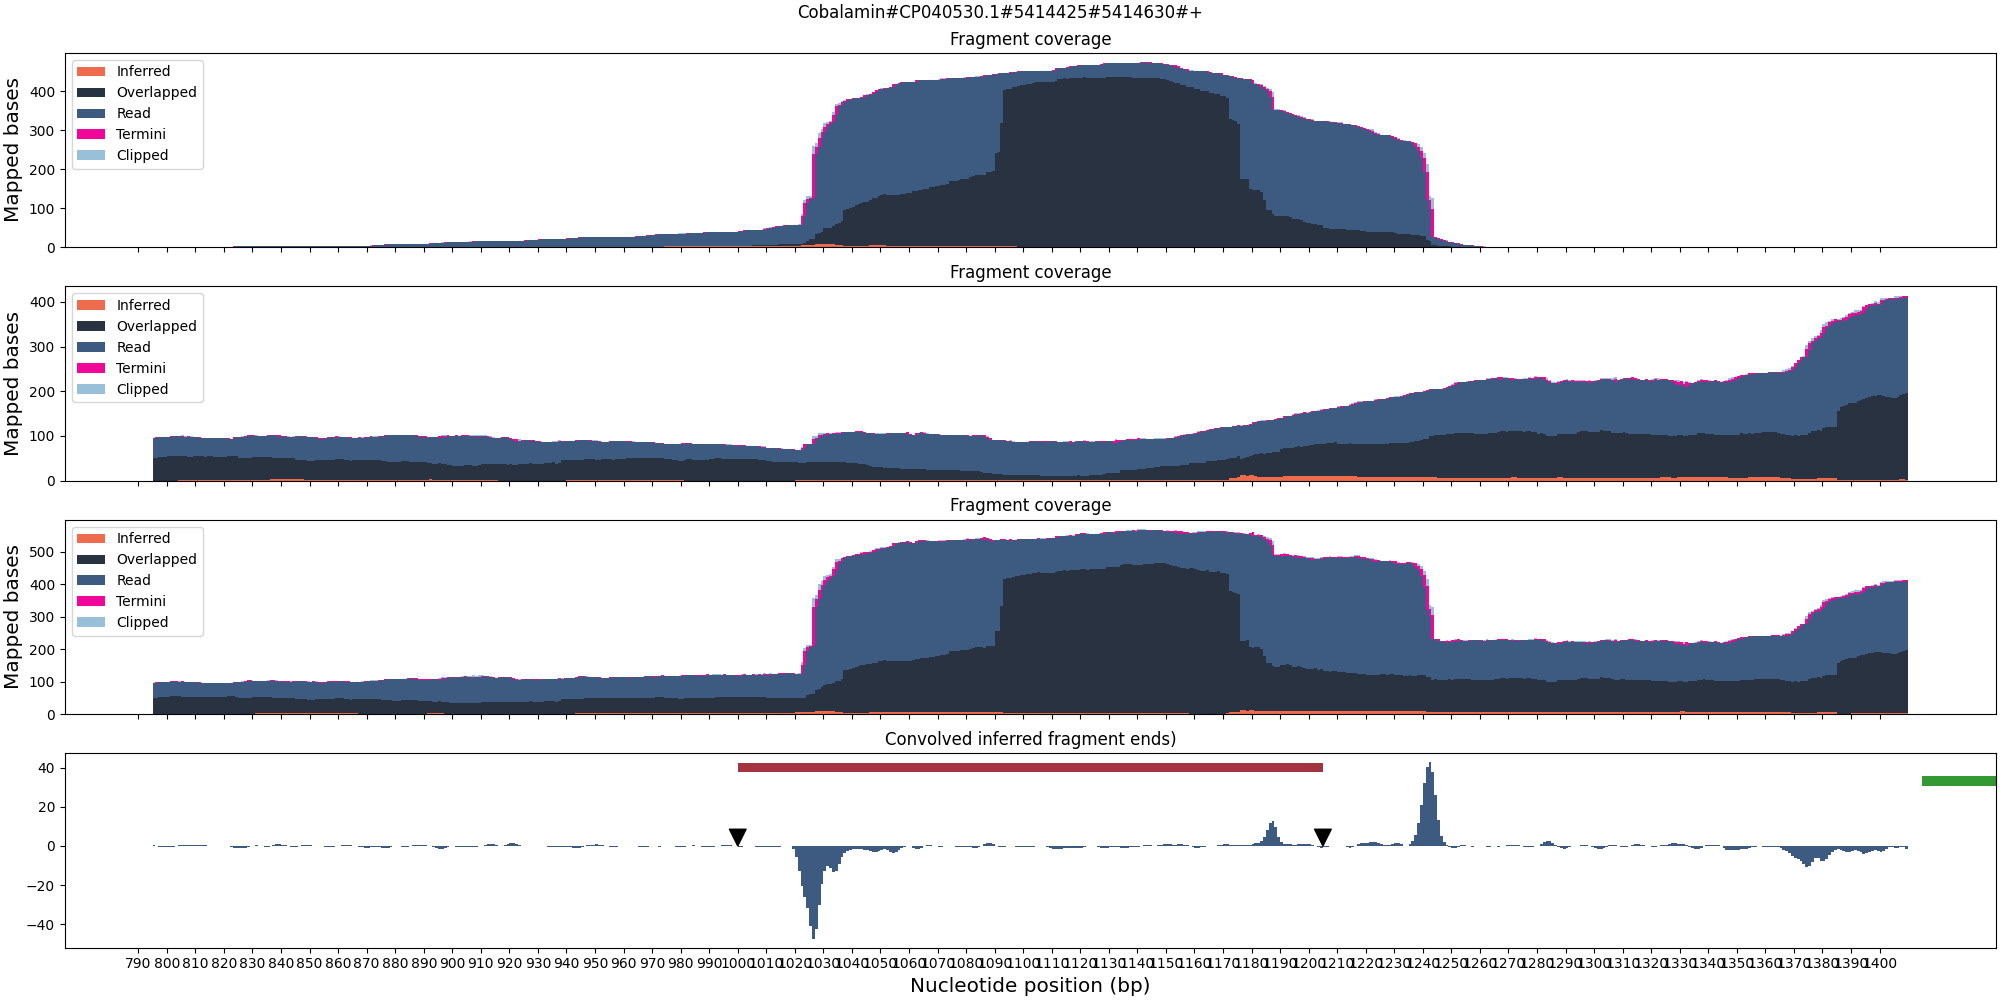 Cobalamin#CP040530.1#5414425#5414630#+
Fragment coverage
Mapped bases
400
300
200
100
0
Inferred
Overlapped
Read
Termini
Clipped
Fragment coverage
Mapped bases
400
300
200
100
0
Inferred
Overlapped
Read
Termini
Clipped
Fragment coverage
Mapped bases
500
400
300
200
100
0
Inferred
Overlapped
Read
Termini
Clipped
Convolved inferred fragment ends)
40
20
0
−20
−40
790 800 810 820 830 840 850 860 870 880 890 900 910 920 930 940 950 960 970 980 990 1000 1010 1020 1030 1040 1050 1060 1070 1080 1090 1100 1110 1120 1130 1140 1150 1160 1170 1180 1190 1200 1210 1220 1230 1240 1250 1260 1270 1280 1290 1300 1310 1320 1330 1340 1350 1360 1370 1380 1390 1400
Nucleotide position (bp)